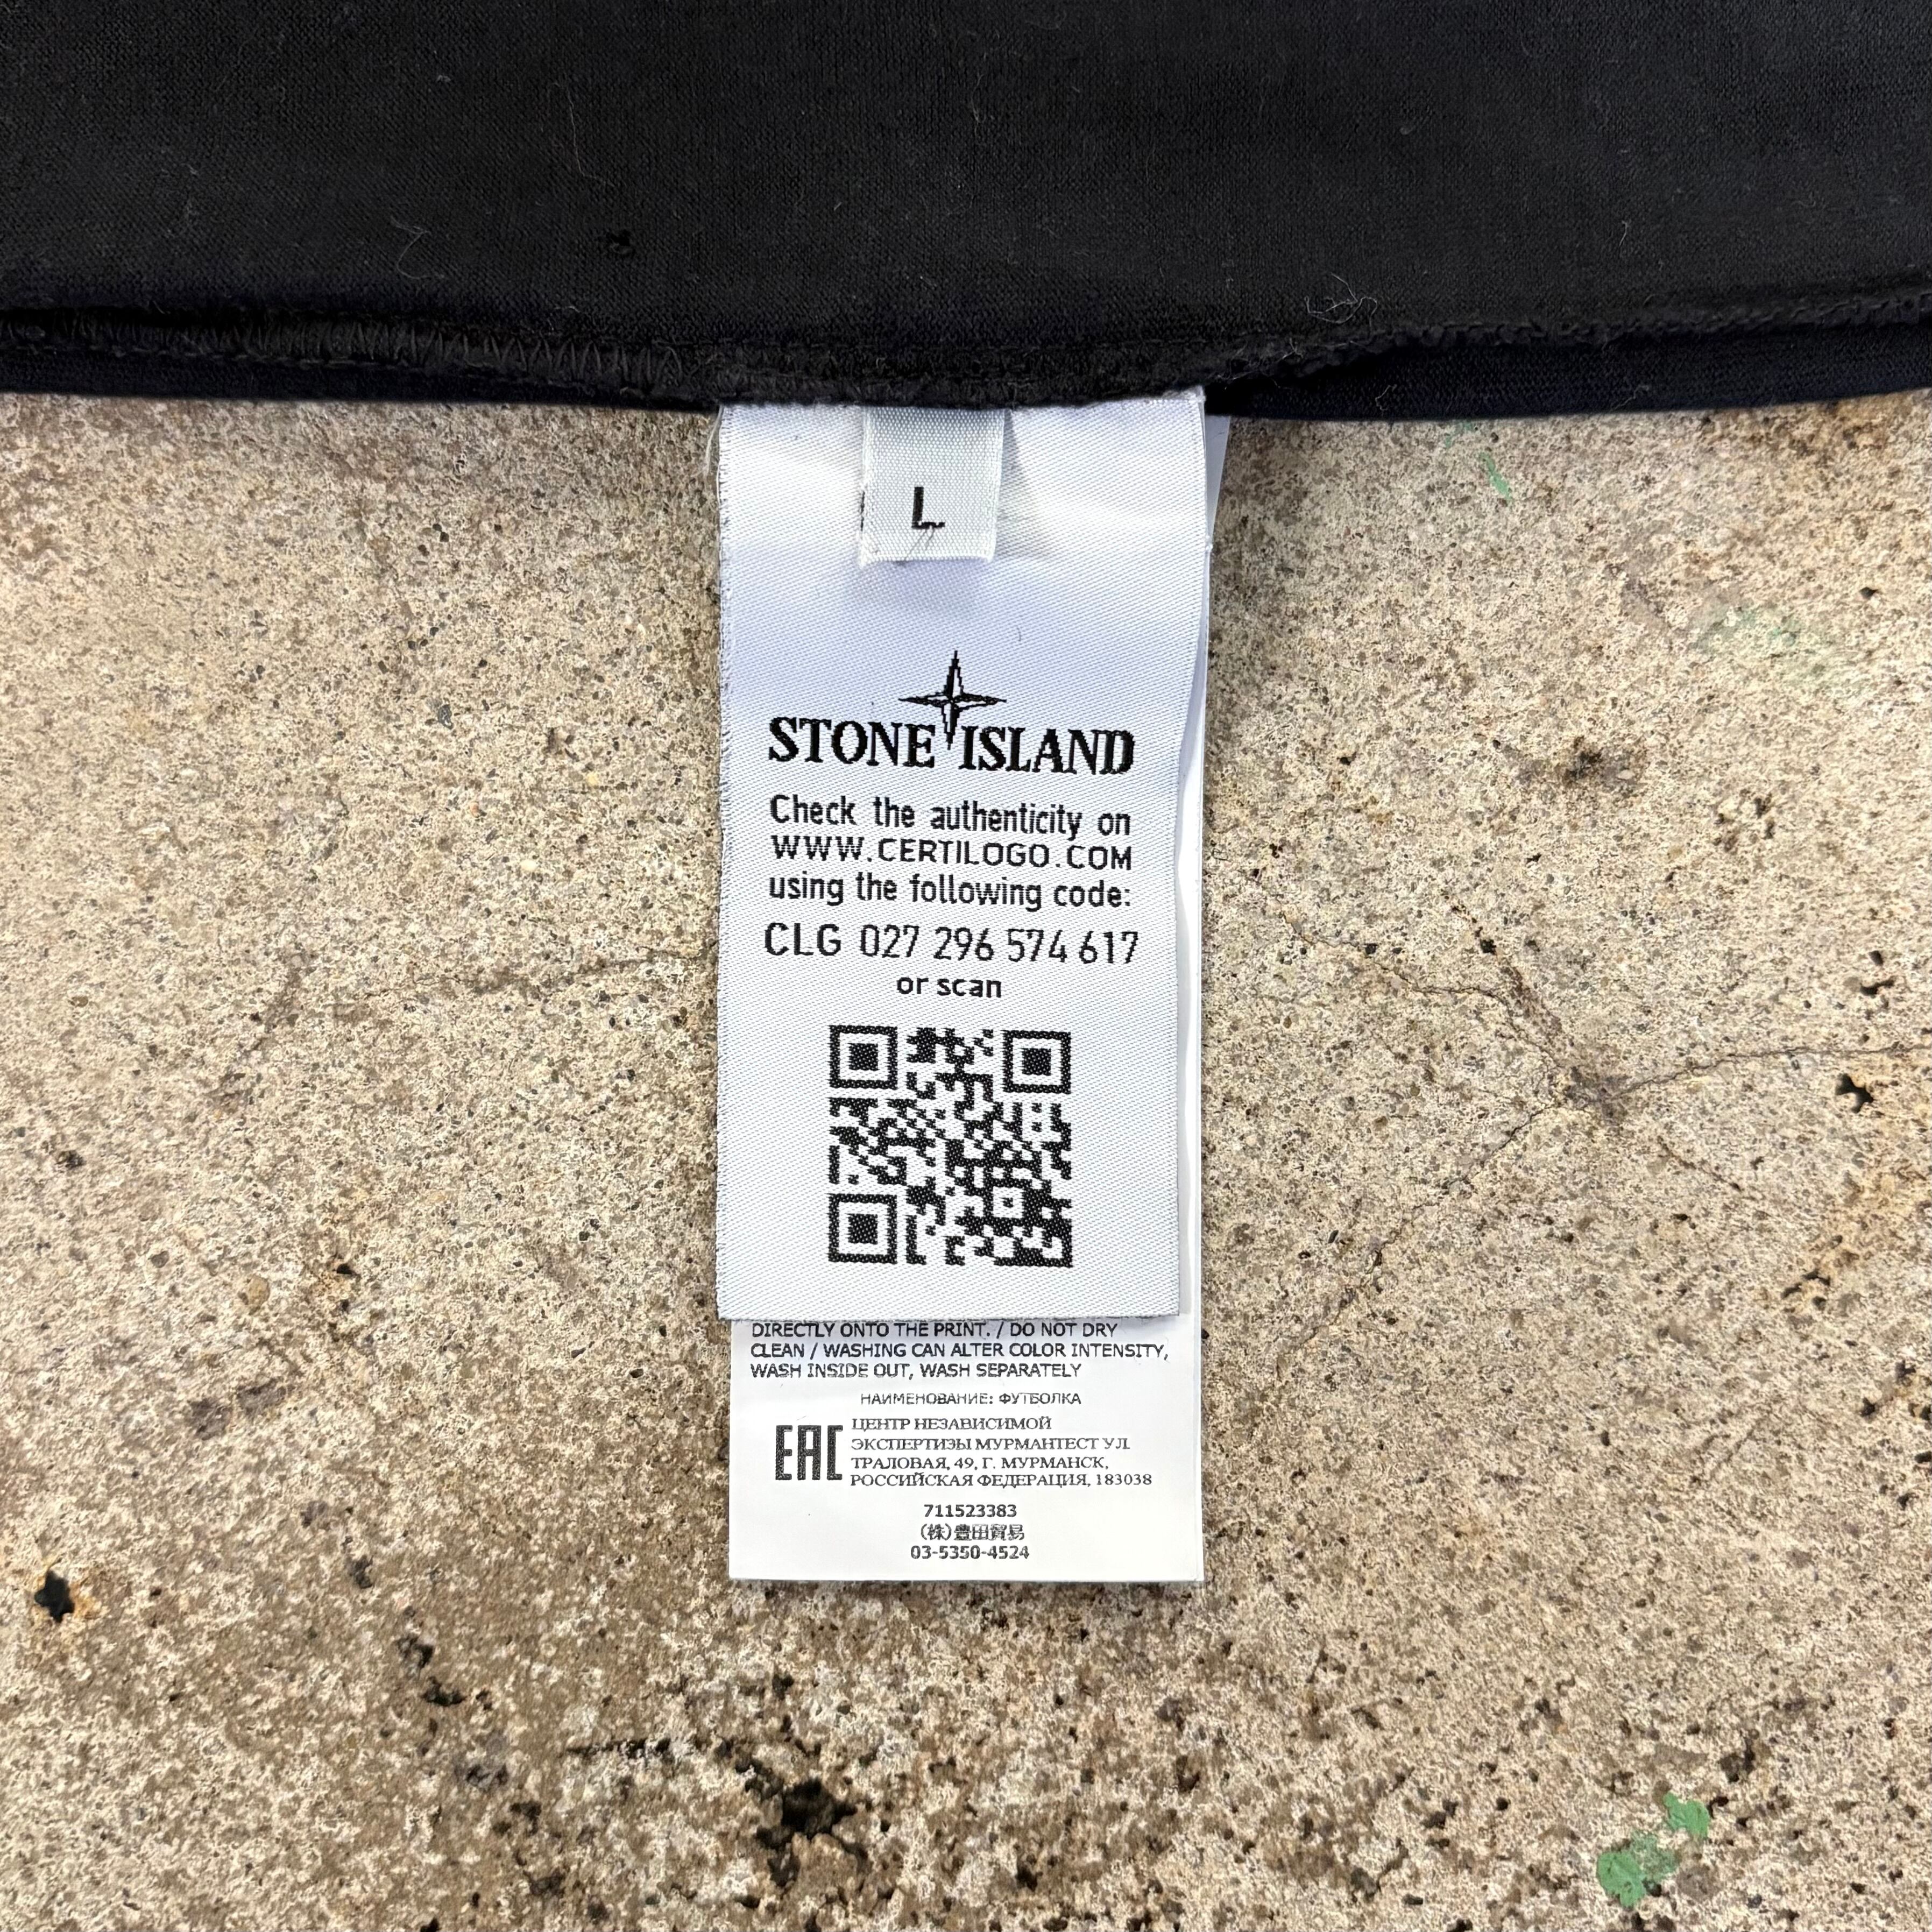 L
STONE ISLAND
Check the authenticity on
WWW.CERTILOGO.COM
using the following code:
CLG 027 296 574 617
or scan
DIRECTLY ONTO THE PRINT. / DO NOT DRY
CLEAN / WASHING CAN ALTER COLOR INTENSITY,
WASH INSIDE OUT, WASH SEPARATELY
НАИМЕНОВАНИЕ: ФУТБОЛКА
EAC
ЦЕНТР НЕЗАВИСИМОЙ
ЭКСПЕРТИЗЫ МУРМАНТЕСТ УЛ.
ТРАЛОВАЯ, 49, Г. МУРМАНСК,
РОССИЙСКАЯ ФЕДЕРАЦИЯ, 183038
711523383
(株)豊田貿易
03-5350-4524